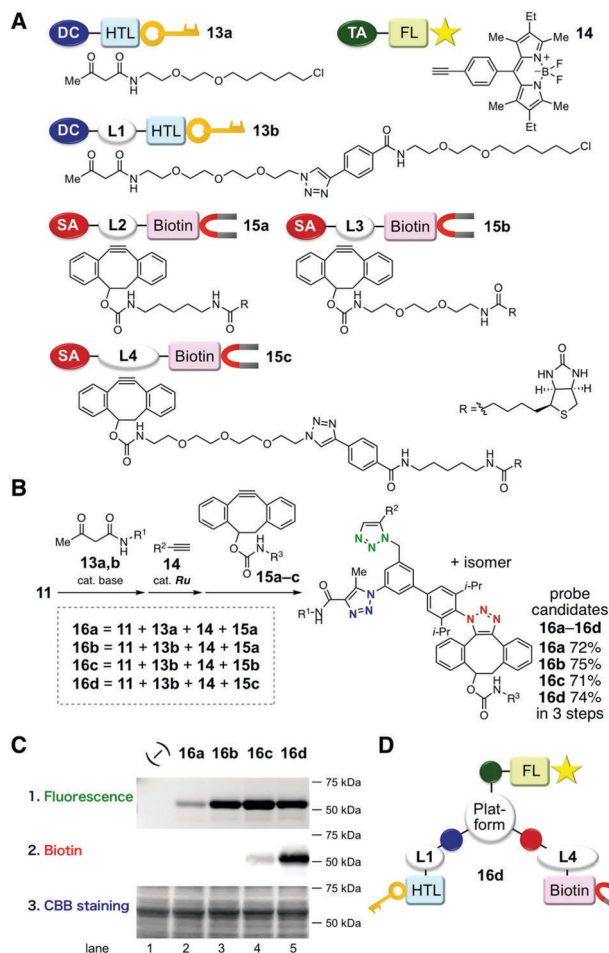 A
DC HTL 13a
TA FL 14
Me O O N H O O Cl
Et Me Me N N+ B- F F Me Me Et
DC L1 HTL 13b
Me O O N H O O O N N=N O N H O O Cl
SA L2 Biotin 15a
SA L3 Biotin 15b
O O N H H N R O
O O N H O O H N R O
SA L4 Biotin 15c
O HN NH H H S R =
O O N H O O O N N=N O H N H N R O
B
O O Me N H R1
13a,b
cat. base
R2
14
cat. Ru
O O N H R3
15a–c
11
R2 N N=N
+ isomer
Me O R1-N H N N=N i-Pr i-Pr N N=N
O O N H R3
probe
candidates
16a–16d
16a 72%
16b 75%
16c 71%
16d 74%
in 3 steps
16a = 11 + 13a + 14 + 15a
16b = 11 + 13b + 14 + 15a
16c = 11 + 13b + 14 + 15b
16d = 11 + 13b + 14 + 15c
C
(–) 16a 16b 16c 16d
1. Fluorescence
75 kDa
50 kDa
2. Biotin
75 kDa
50 kDa
3. CBB staining
75 kDa
50 kDa
lane 1 2 3 4 5
D
FL
Plat-
form
L1 16d L4
HTL Biotin